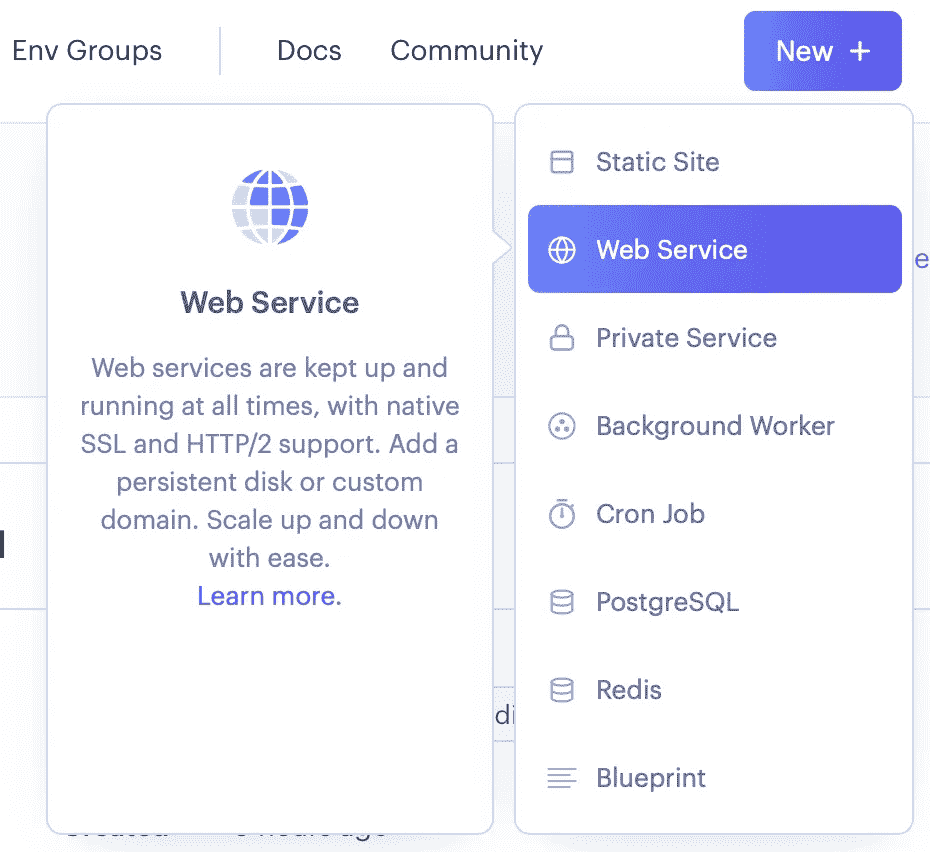 Env Groups
Docs
Community
New +
Web Service
Web services are kept up and
running at all times, with native
SSL and HTTP/2 support. Add a
persistent disk or custom
domain. Scale up and down
with ease.
Learn more.
Static Site
Web Service
Private Service
Background Worker
Cron Job
PostgreSQL
Redis
Blueprint